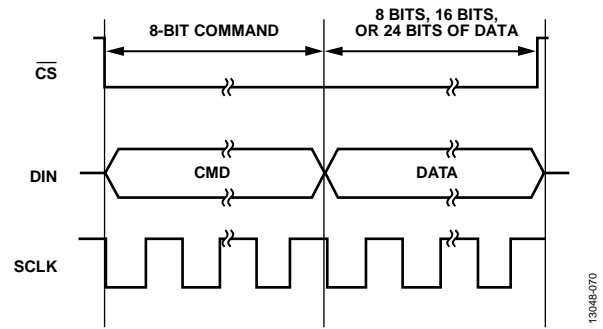 8-BIT COMMAND
8 BITS, 16 BITS,
OR 24 BITS OF DATA
CS
DIN
CMD
DATA
SCLK
13048-070